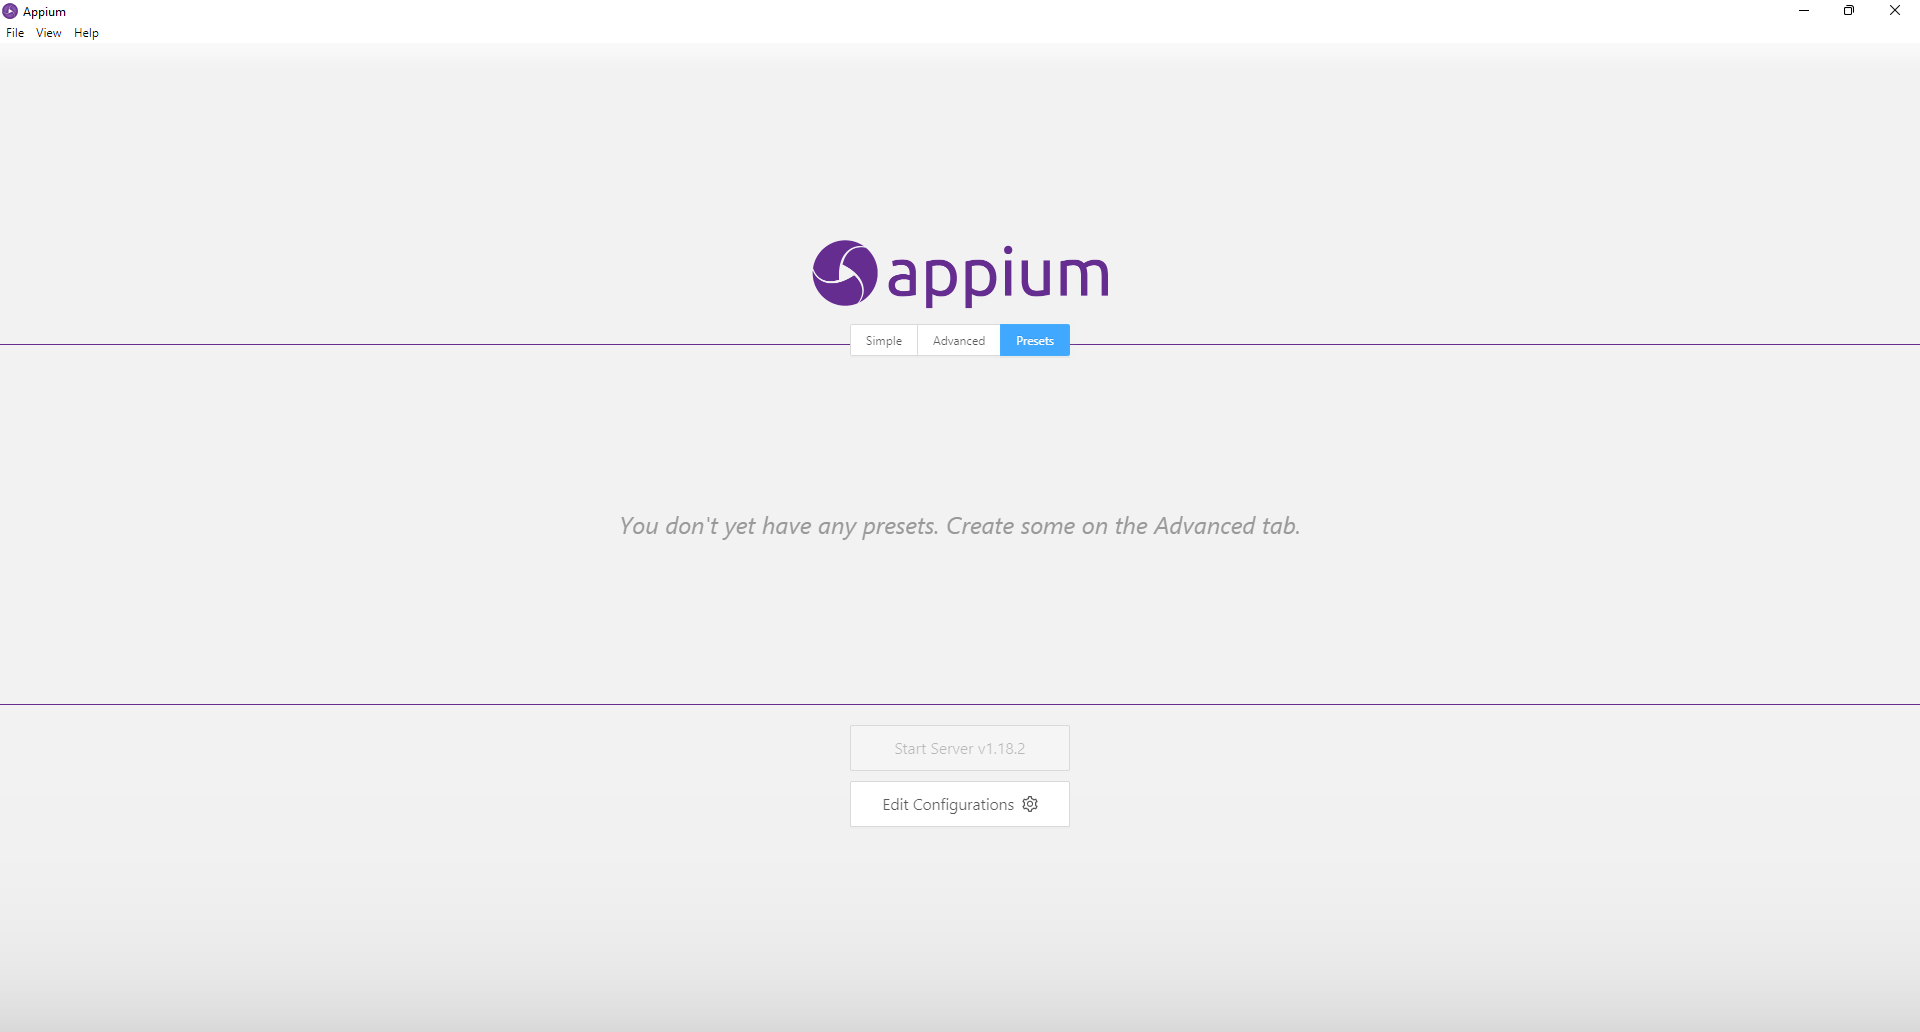 Appium
File View Help
appium
Simple Advanced Presets
You don't yet have any presets. Create some on the Advanced tab.
Start Server v1.18.2
Edit Configurations